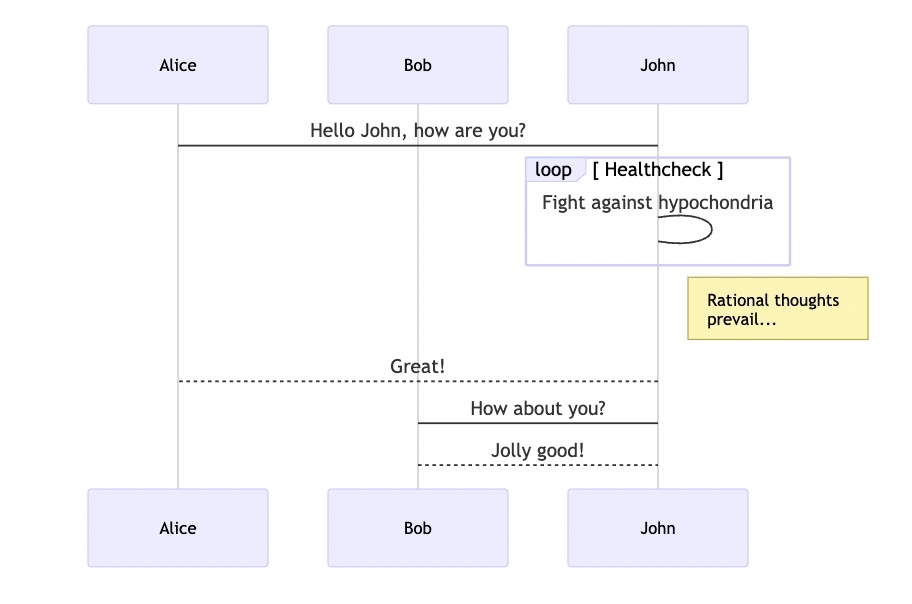 Alice
Bob
John
Hello John, how are you?
loop
[ Healthcheck ]
Fight against hypochondria
Rational thoughts
prevail...
Great!
How about you?
Jolly good!
Alice
Bob
John